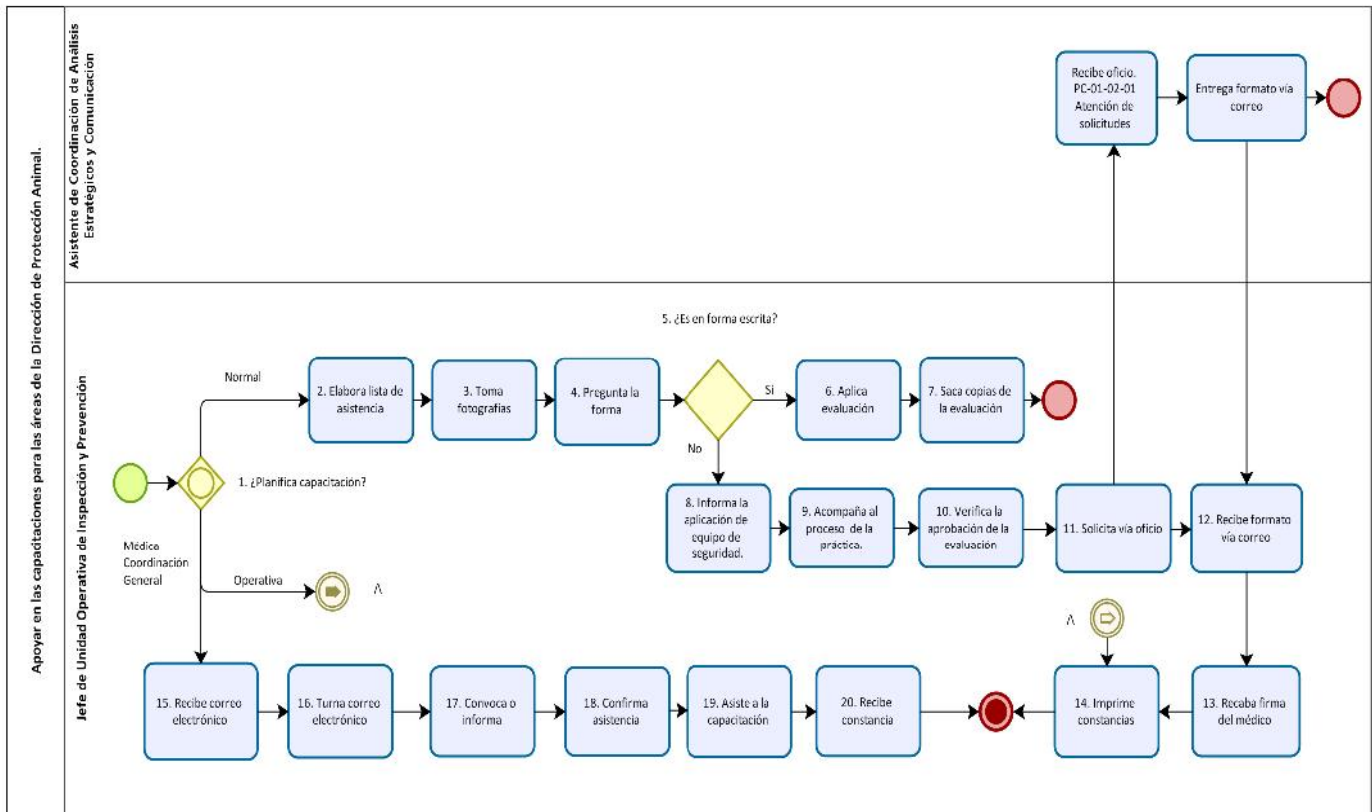 Apoyar en las capacitaciones para las áreas de la Dirección de Protección Animal.
Asistente de Coordinación de Análisis
Estratégicos y Comunicación
Recibe oficio.
PC-01-02-01
Atención de
solicitudes
Entrega formato vía
correo
Jefe de Unidad Operativa de Inspección y Prevención
5. ¿Es en forma escrita?
Normal
2. Elabora lista de
asistencia
3. Toma
fotografías
4. Pregunta la
forma
Si
6. Aplica
evaluación
7. Saca copias de
la evaluación
No
1. ¿Planifica capacitación?
8. Informa la
aplicación de
equipo de
seguridad.
9. Acompaña al
proceso de la
práctica.
10. Verifica la
aprobación de la
evaluación
11. Solicita vía oficio
12. Recibe formato
vía correo
Médica
Coordinación
General
Operativa
A
A
15. Recibe correo
electrónico
16. Turna correo
electrónico
17. Convoca o
informa
18. Confirma
asistencia
19. Asiste a la
capacitación
20. Recibe
constancia
14. Imprime
constancias
13. Recaba firma
del médico